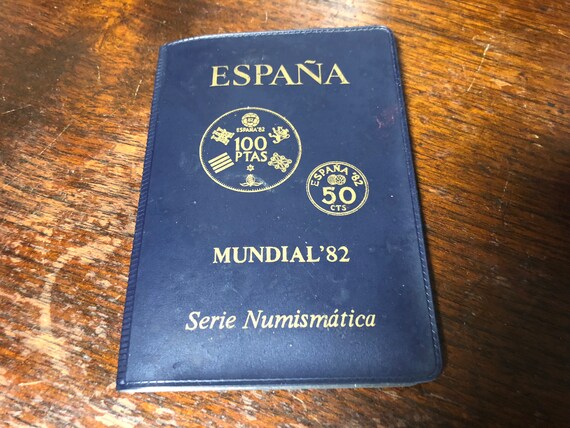 ESPAÑA
ESPAÑA'82
100
PTAS
ESPAÑA '82
50
CTS
MUNDIAL'82
Serie Numismática